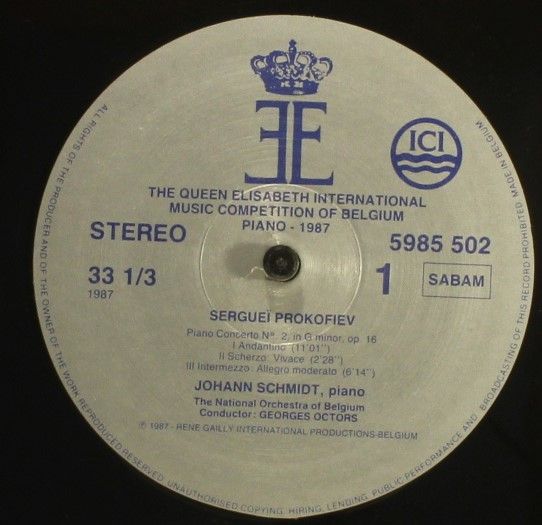 ƎE
ICI
THE QUEEN ELISABETH INTERNATIONAL
MUSIC COMPETITION OF BELGIUM
PIANO - 1987
STEREO
5985 502
33 1/3
1
SABAM
1987
SERGUEÏ PROKOFIEV
Piano Concerto Nº. 2, in G minor, op. 16
I Andantino (11'01'')
II Scherzo: Vivace (2'28'')
III Intermezzo: Allegro moderato (6'14'')
JOHANN SCHMIDT, piano
The National Orchestra of Belgium
Conductor: GEORGES OCTORS
℗ 1987 - RENE GAILLY INTERNATIONAL PRODUCTIONS-BELGIUM
ALL RIGHTS OF THE PRODUCER AND OF THE OWNER OF THE WORK REPRODUCED RESERVED. UNAUTHORISED COPYING, HIRING, LENDING, PUBLIC PERFORMANCE AND BROADCASTING OF THIS RECORD PROHIBITED MADE IN BELGIUM